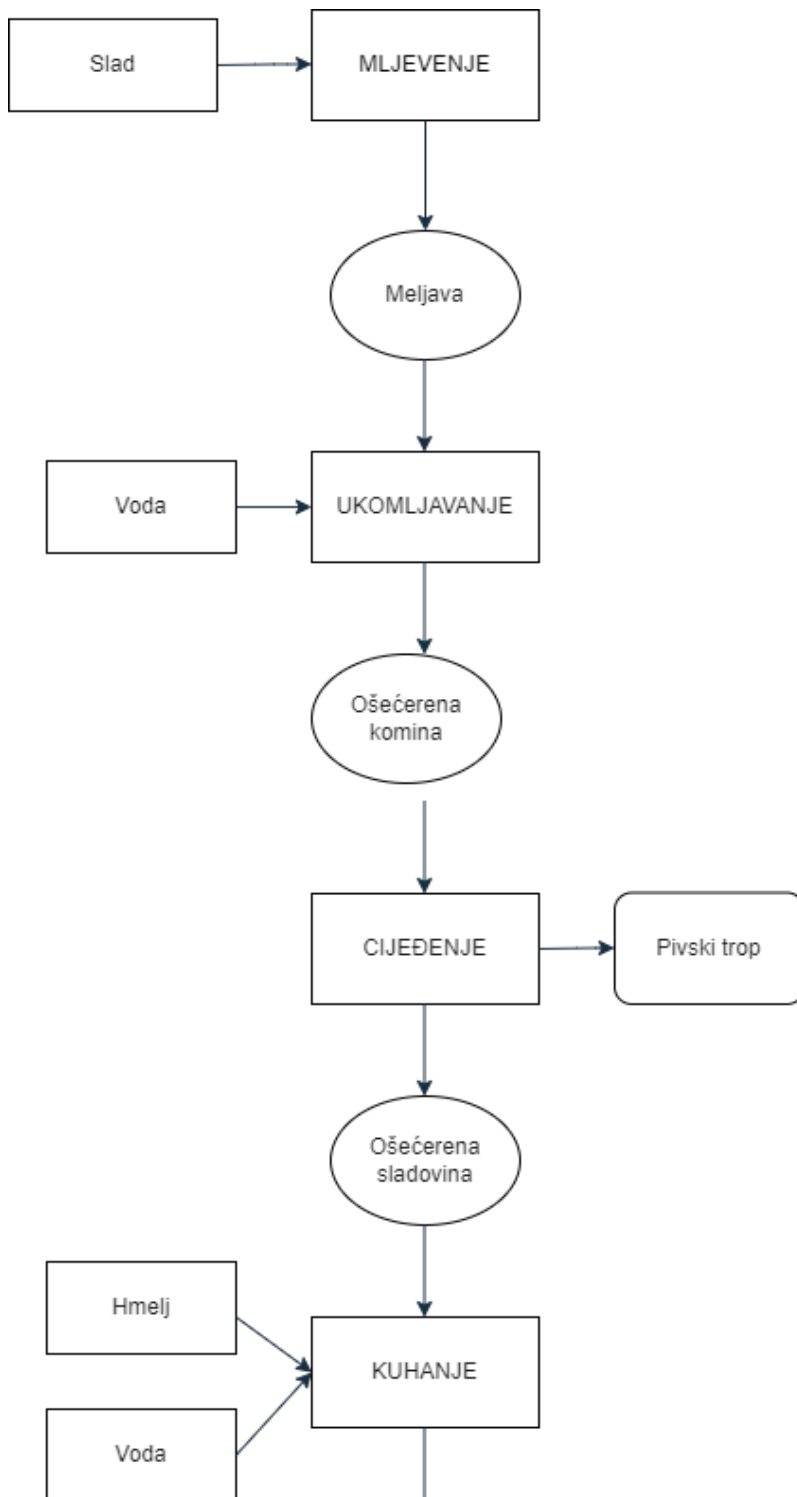 Slad
MLJEVENJE
Meljava
Voda
UKOMLJAVANJE
Ošećerena
komina
CIJEĐENJE
Pivski trop
Ošećerena
sladovina
Hmelj
KUHANJE
Voda